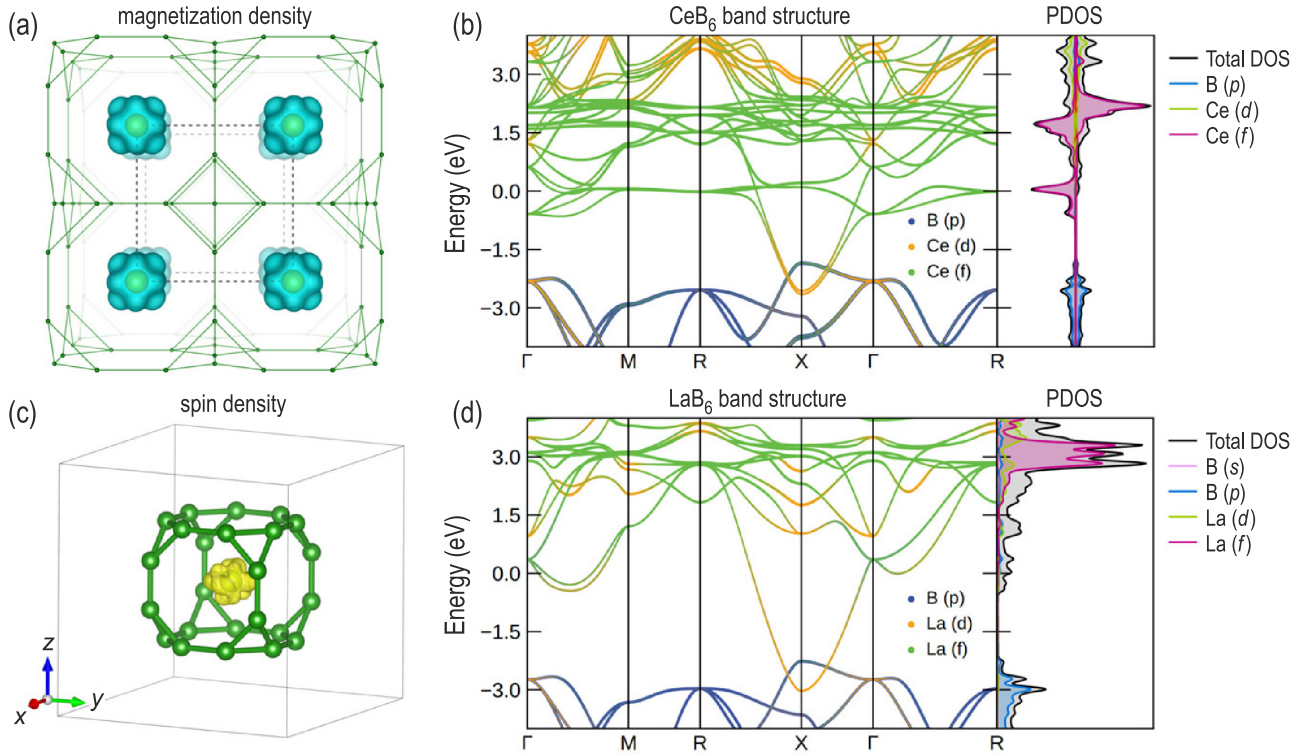 (a)
magnetization density
(b)
CeB₆ band structure
PDOS
Energy (eV)
3.0
1.5
0.0
−1.5
−3.0
B (p)
Ce (d)
Ce (f)
Γ M R X Γ R
Total DOS
B (p)
Ce (d)
Ce (f)
(c)
spin density
z
x
y
(d)
LaB₆ band structure
PDOS
Energy (eV)
3.0
1.5
0.0
−1.5
−3.0
B (p)
La (d)
La (f)
Γ M R X Γ R
Total DOS
B (s)
B (p)
La (d)
La (f)